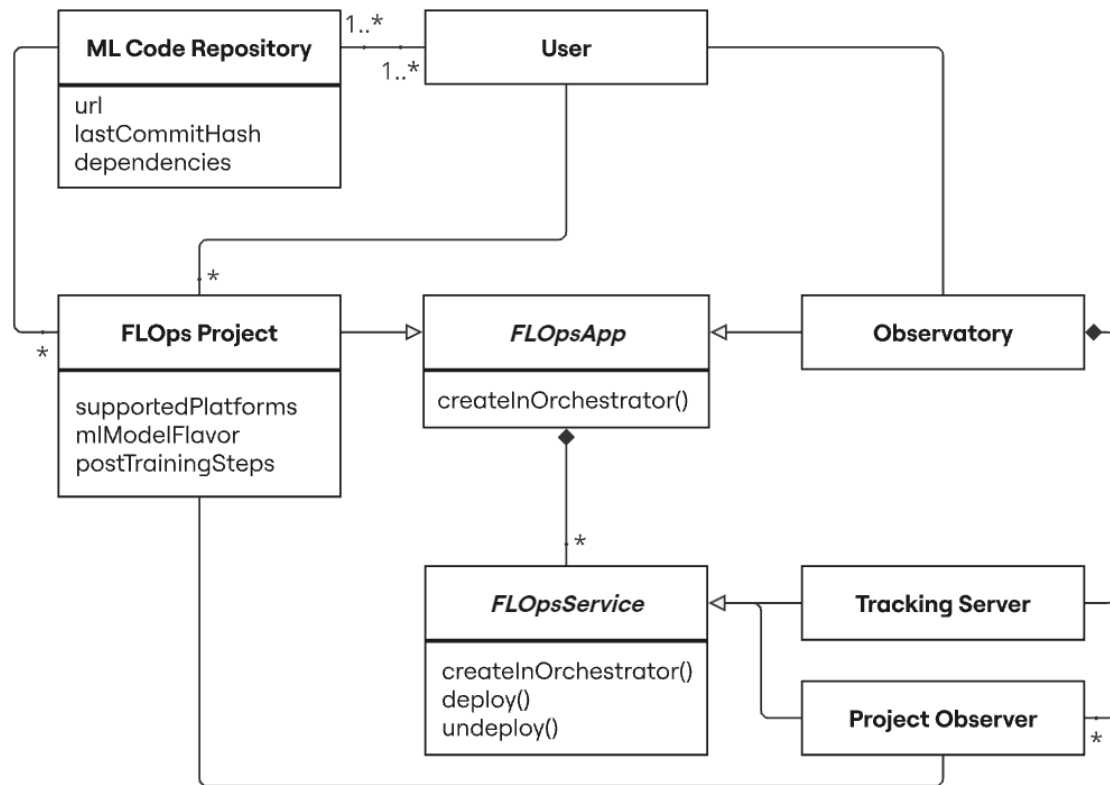 ML Code Repository
url
lastCommitHash
dependencies
1..*
1..*
User
*
*
FLOps Project
supportedPlatforms
mlModelFlavor
postTrainingSteps
FLOpsApp
createInOrchestrator()
Observatory
*
FLOpsService
createInOrchestrator()
deploy()
undeploy()
Tracking Server
Project Observer
*